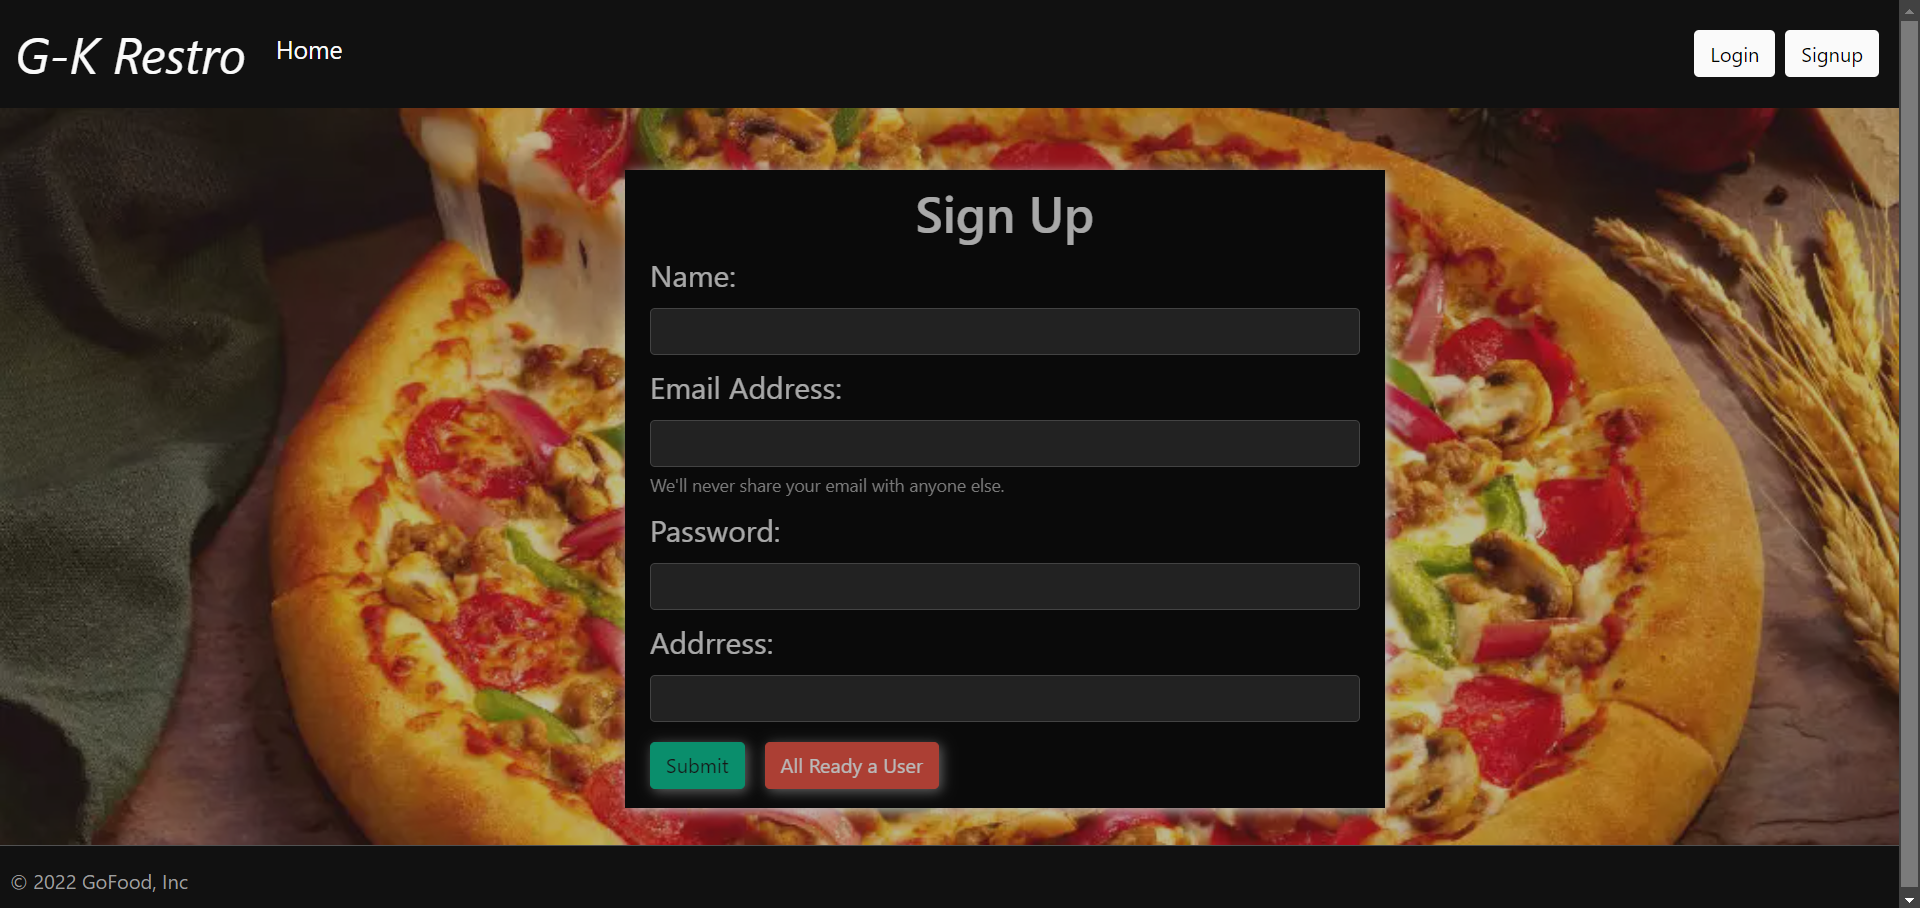 G-K Restro Home Login Signup
Sign Up
Name:
Email Address:
We'll never share your email with anyone else.
Password:
Addrress:
Submit All Ready a User
© 2022 GoFood, Inc